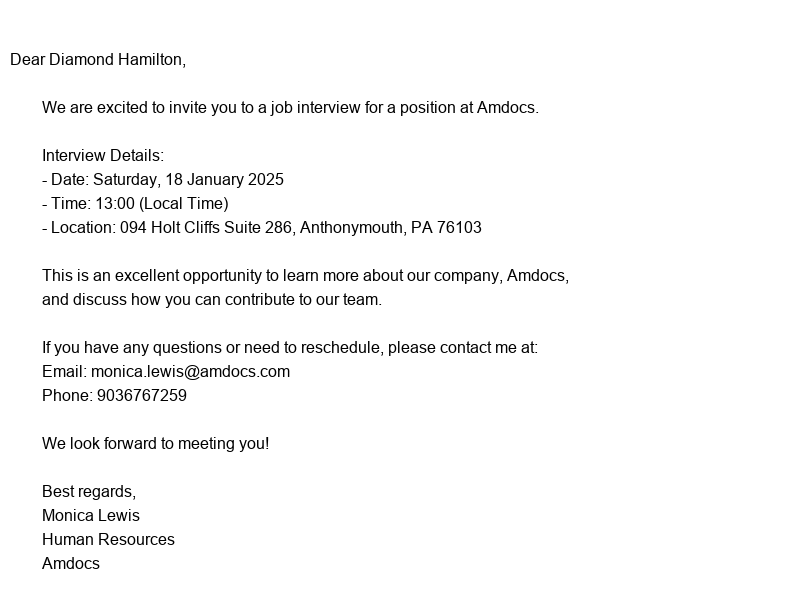 Dear Diamond Hamilton,
We are excited to invite you to a job interview for a position at Amdocs.
Interview Details:
- Date: Saturday, 18 January 2025
- Time: 13:00 (Local Time)
- Location: 094 Holt Cliffs Suite 286, Anthonymouth, PA 76103
This is an excellent opportunity to learn more about our company, Amdocs,
and discuss how you can contribute to our team.
If you have any questions or need to reschedule, please contact me at:
Email: monica.lewis@amdocs.com
Phone: 9036767259
We look forward to meeting you!
Best regards,
Monica Lewis
Human Resources
Amdocs